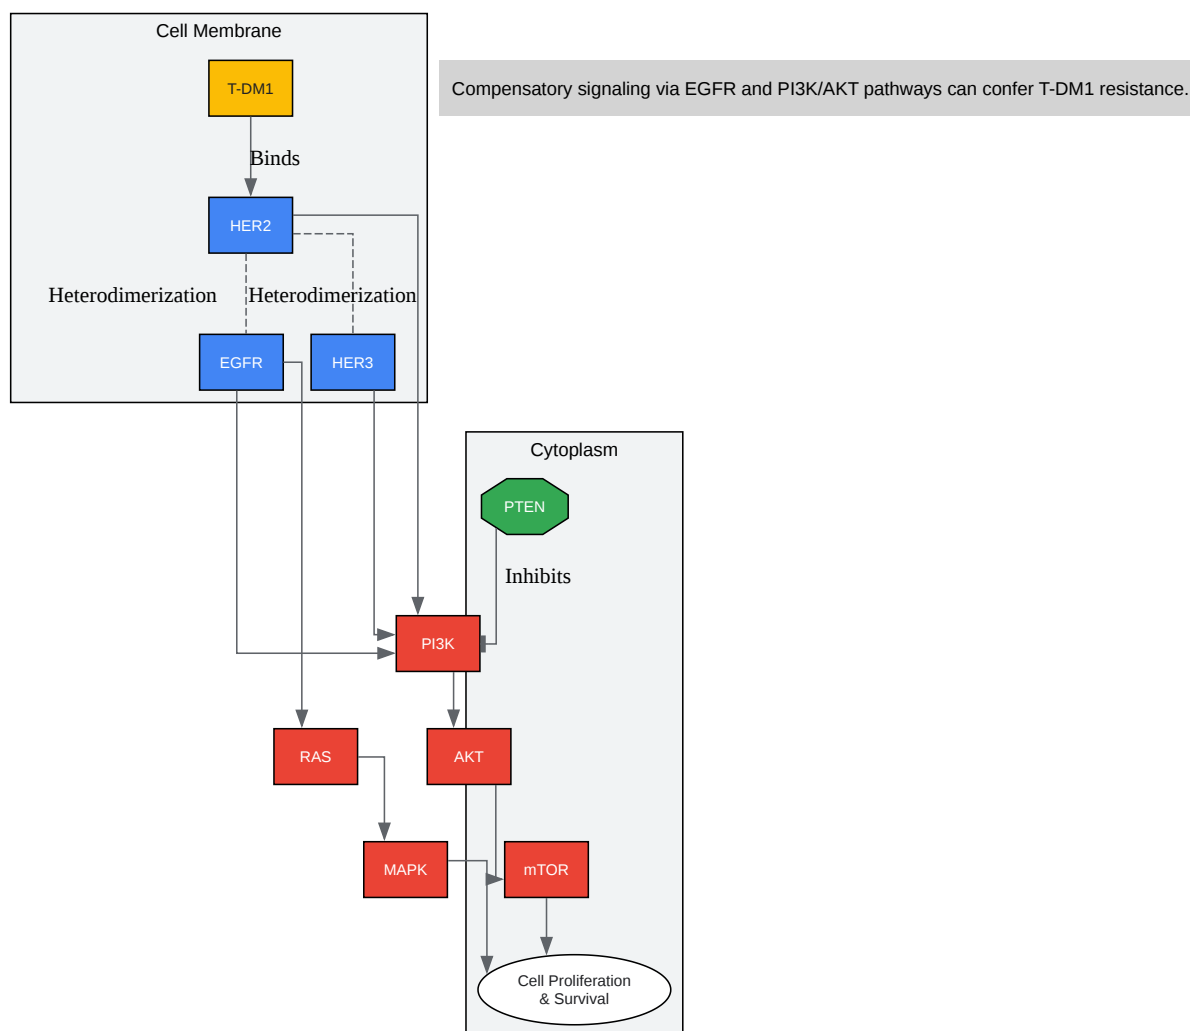 Cell Membrane
T-DM1
Compensatory signaling via EGFR and PI3K/AKT pathways can confer T-DM1 resistance.
Binds
HER2
Heterodimerization
Heterodimerization
EGFR
HER3
Cytoplasm
PTEN
Inhibits
PI3K
RAS
AKT
MAPK
mTOR
Cell Proliferation
& Survival